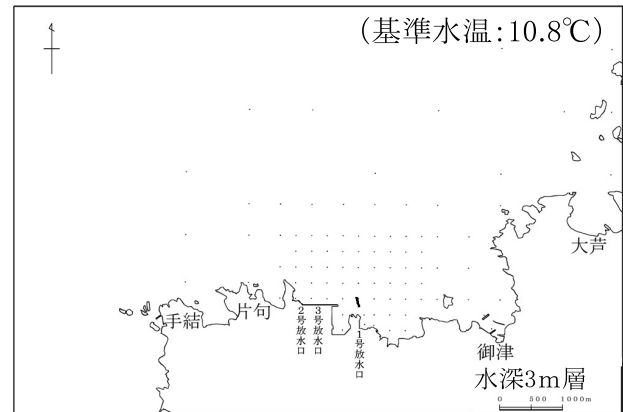 （基準水温：10.8℃）
大芦
手結
片句
2号放水口
3号放水口
1号放水口
御津
水深3m層
0 500 1000m